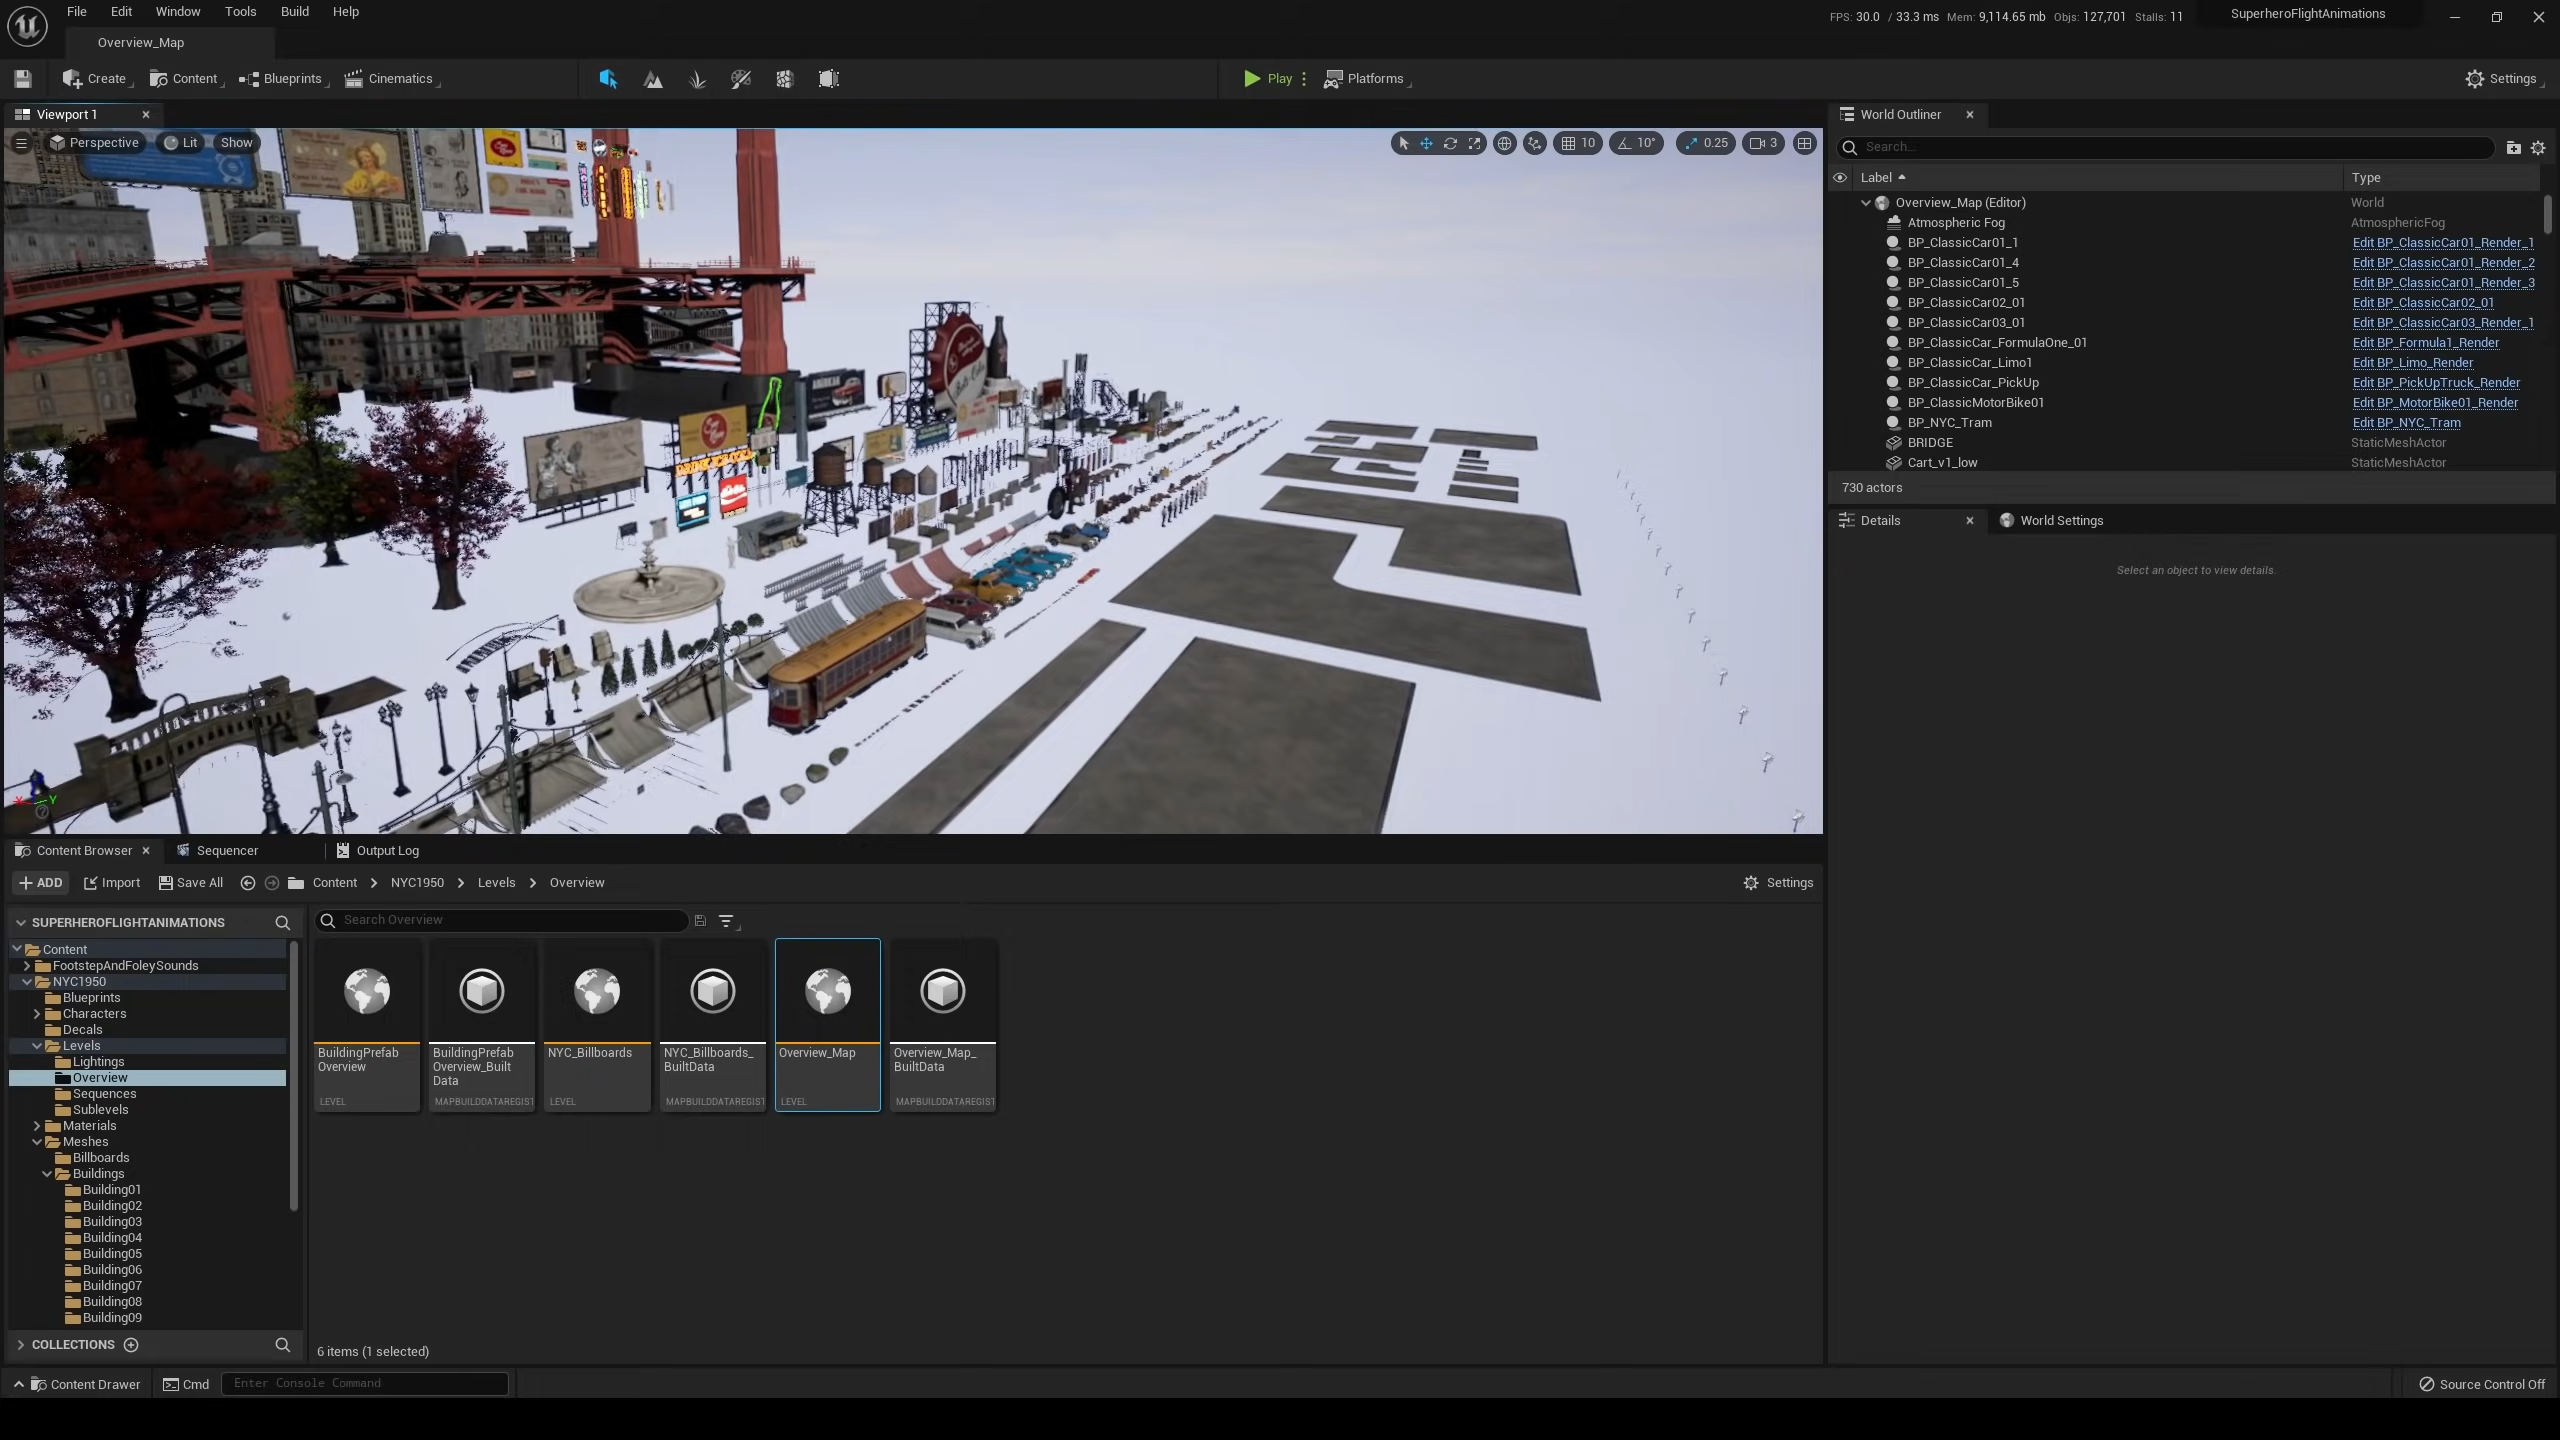 File Edit Window Tools Build Help
FPS: 30.0 / 33.3 ms Mem: 9,114.65 mb Objs: 127,701 Stalls: 11
SuperheroFlightAnimations
Overview_Map
Create Content Blueprints Cinematics
Play Platforms
Settings
Viewport 1
Perspective Lit Show
10 10° 0.25 3
World Outliner
Search...
Label Type
Overview_Map (Editor) World
Atmospheric Fog AtmosphericFog
BP_ClassicCar01_1 Edit BP_ClassicCar01_Render_1
BP_ClassicCar01_4 Edit BP_ClassicCar01_Render_2
BP_ClassicCar01_5 Edit BP_ClassicCar01_Render_3
BP_ClassicCar02_01 Edit BP_ClassicCar02_01
BP_ClassicCar03_01 Edit BP_ClassicCar03_Render_1
BP_ClassicCar_FormulaOne_01 Edit BP_Formula1_Render
BP_ClassicCar_Limo1 Edit BP_Limo_Render
BP_ClassicCar_PickUp Edit BP_PickUpTruck_Render
BP_ClassicMotorBike01 Edit BP_MotorBike01_Render
BP_NYC_Tram Edit BP_NYC_Tram
BRIDGE StaticMeshActor
Cart_v1_low StaticMeshActor
730 actors
Details World Settings
Select an object to view details.
X Y
Content Browser Sequencer Output Log
ADD Import Save All Content NYC1950 Levels Overview
Settings
SUPERHEROFLIGHTANIMATIONS
Search Overview
Content
FootstepAndFoleySounds
NYC1950
Blueprints
Characters
Decals
Levels
Lightings
Overview
Sequences
Sublevels
Materials
Meshes
Billboards
Buildings
Building01
Building02
Building03
Building04
Building05
Building06
Building07
Building08
Building09
BuildingPrefab
Overview
LEVEL
BuildingPrefab
Overview_Built
Data
MAPBUILDDATAREGIST
NYC_Billboards
LEVEL
NYC_Billboards_
BuiltData
MAPBUILDDATAREGIST
Overview_Map
LEVEL
Overview_Map_
BuiltData
MAPBUILDDATAREGIST
COLLECTIONS
6 items (1 selected)
Content Drawer Cmd Enter Console Command
Source Control Off